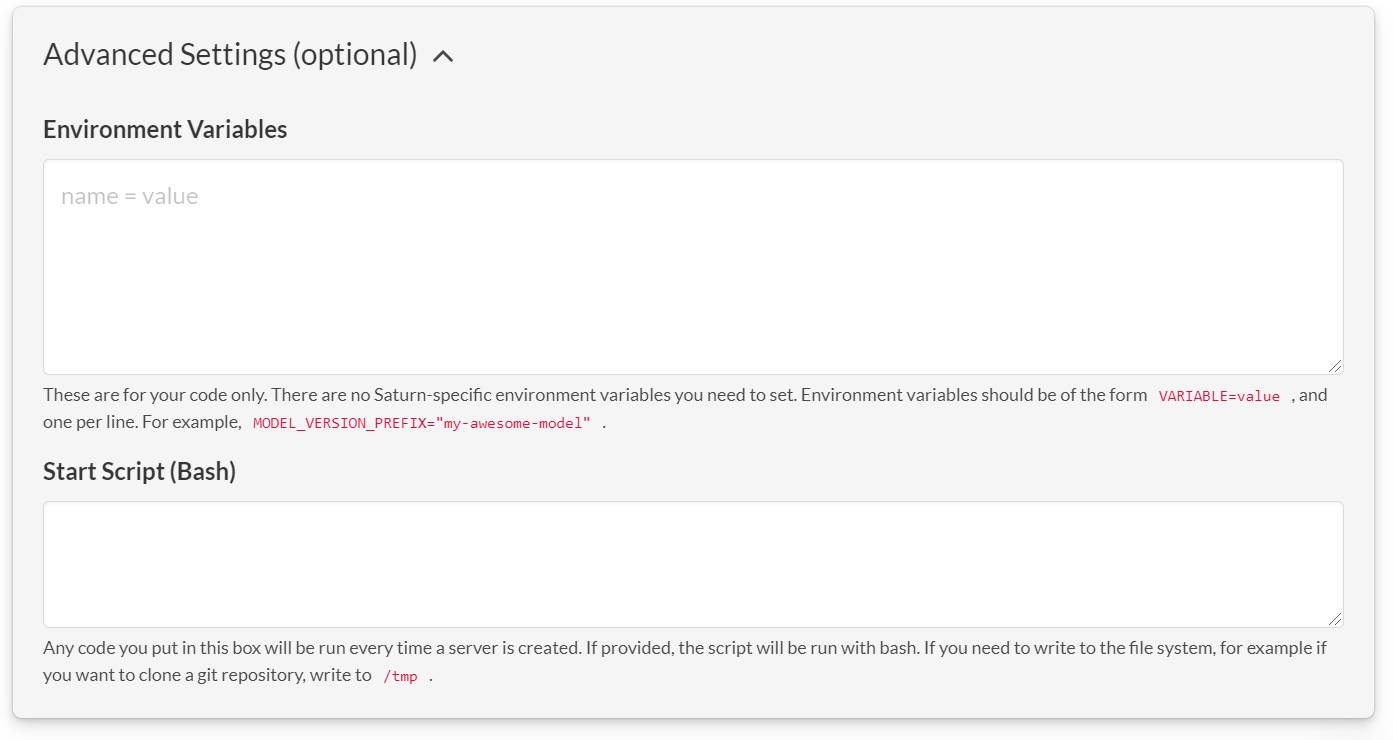 Advanced Settings (optional)
Environment Variables
name = value
These are for your code only. There are no Saturn-specific environment variables you need to set. Environment variables should be of the form VARIABLE=value , and
one per line. For example, MODEL_VERSION_PREFIX="my-awesome-model" .
Start Script (Bash)
Any code you put in this box will be run every time a server is created. If provided, the script will be run with bash. If you need to write to the file system, for example if
you want to clone a git repository, write to /tmp .